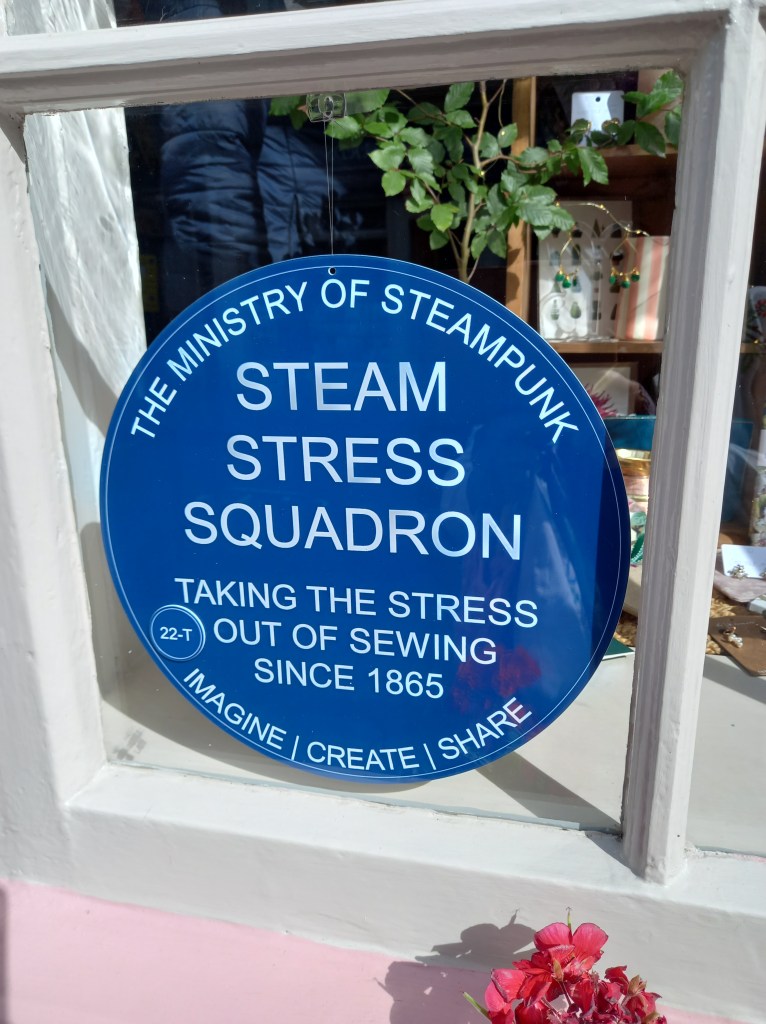 THE MINISTRY OF STEAMPUNK
STEAM
STRESS
SQUADRON
TAKING THE STRESS
22-T
OUT OF SEWING
SINCE 1865
IMAGINE | CREATE | SHARE